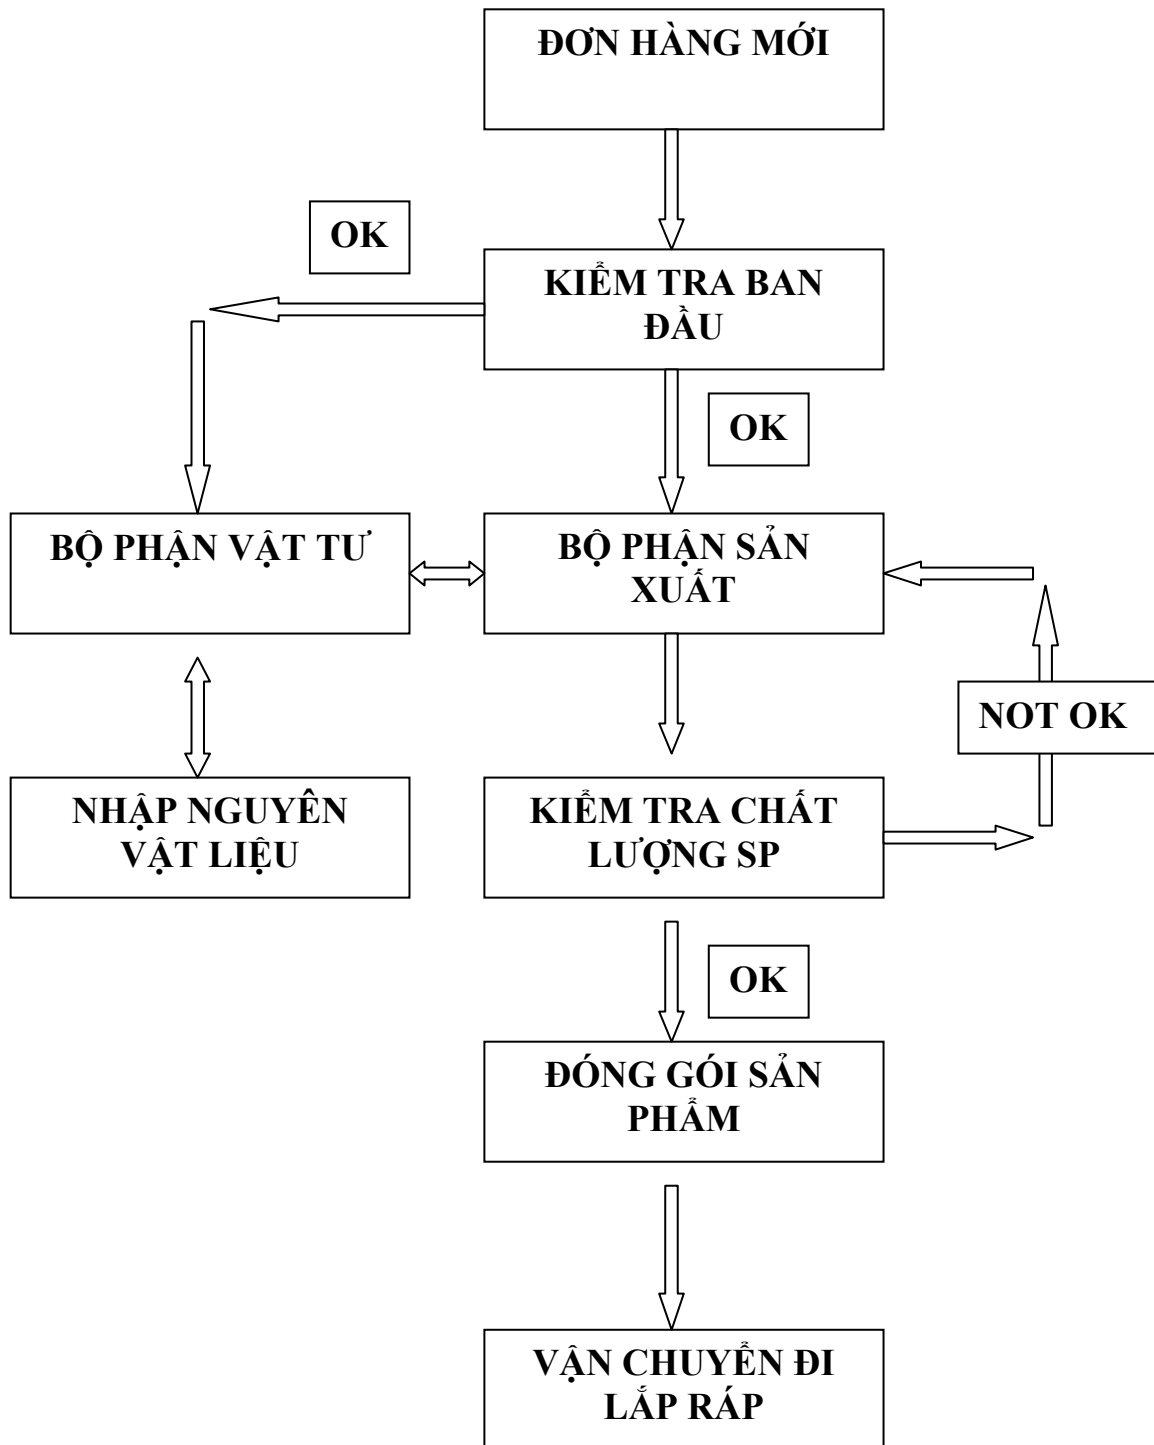 ĐƠN HÀNG MỚI
OK
KIỂM TRA BAN
ĐẦU
OK
BỘ PHẬN VẬT TƯ
BỘ PHẬN SẢN
XUẤT
NOT OK
NHẬP NGUYÊN
VẬT LIỆU
KIỂM TRA CHẤT
LƯỢNG SP
OK
ĐÓNG GÓI SẢN
PHẨM
VẬN CHUYỂN ĐI
LẮP RÁP